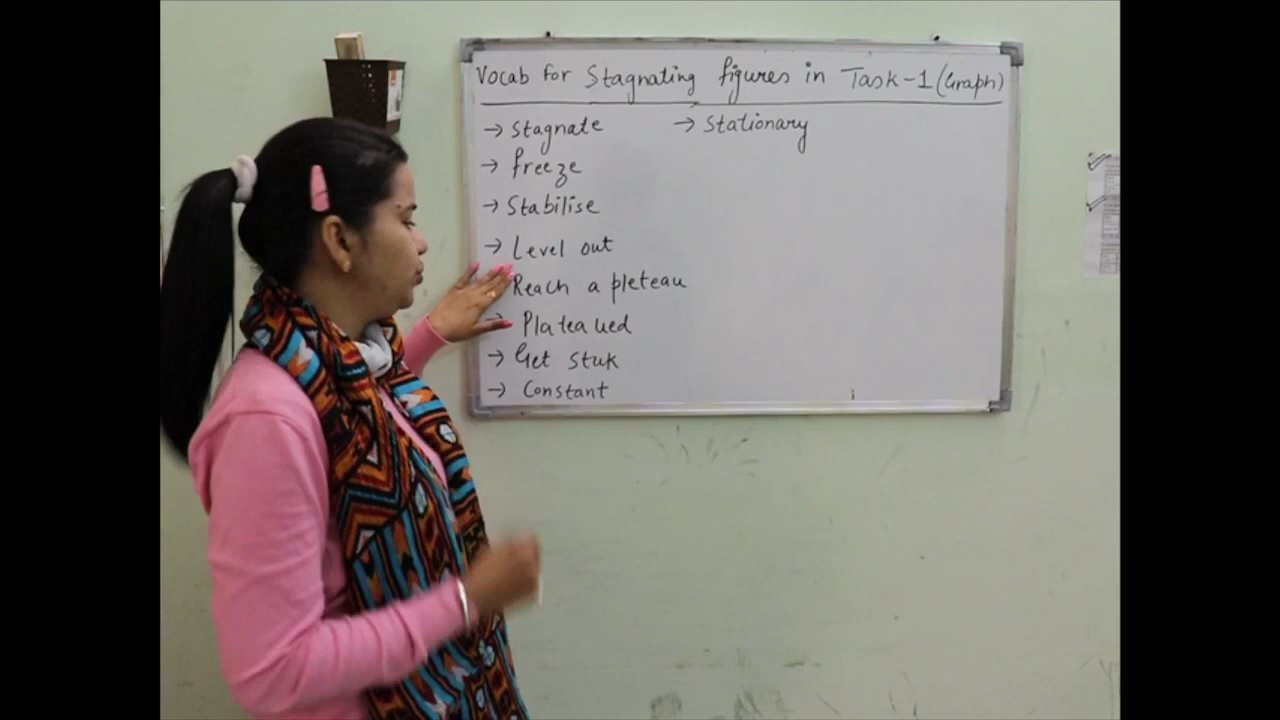 Vocab for Stagnating figures in Task-1 (Graph)
→ Stagnate
→ freeze
→ Stabilise
→ Level out
Reach a pleteau
→ Plateaued
→ Get stuk
→ Constant
→ Stationary